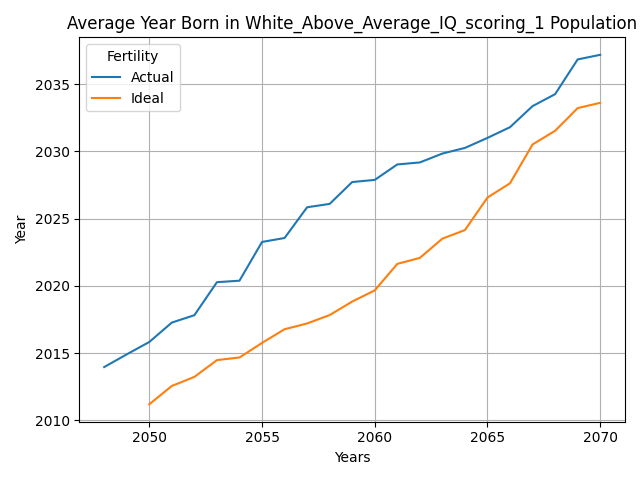 Average Year Born in White_Above_Average_IQ_scoring_1 Population
Fertility
Actual
Ideal
2035
2030
2025
2020
2015
2010
Year
2050 2055 2060 2065 2070
Years